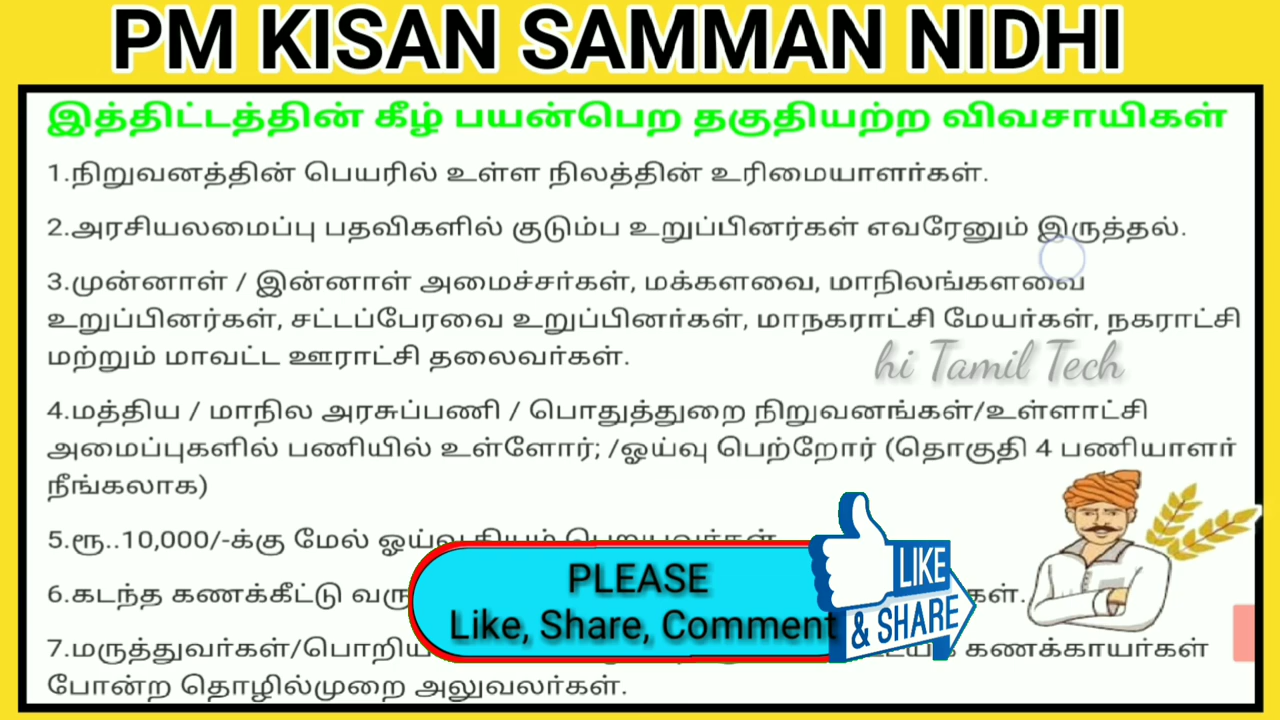 PM KISAN SAMMAN NIDHI
இத்திட்டத்தின் கீழ் பயன்பெற தகுதியற்ற விவசாயிகள்
1.நிறுவனத்தின் பெயரில் உள்ள நிலத்தின் உரிமையாளர்கள்.
2.அரசியலமைப்பு பதவிகளில் குடும்ப உறுப்பினர்கள் எவரேனும் இருத்தல்.
3.முன்னாள் / இன்னாள் அமைச்சர்கள், மக்களவை, மாநிலங்களவை
உறுப்பினர்கள், சட்டப்பேரவை உறுப்பினர்கள், மாநகராட்சி மேயர்கள், நகராட்சி
மற்றும் மாவட்ட ஊராட்சி தலைவர்கள்.
hi Tamil Tech
4.மத்திய / மாநில அரசுப்பணி / பொதுத்துறை நிறுவனங்கள்/உள்ளாட்சி
அமைப்புகளில் பணியில் உள்ளோர்; /ஓய்வு பெற்றோர் (தொகுதி 4 பணியாளர்
நீங்கலாக)
5.ரூ..10,000/-க்கு மேல் ஓய்வூதியம் பெறுபவர்கள்
PLEASE
Like, Share, Comment
LIKE
& SHARE
6.கடந்த கணக்கீட்டு
7.மருத்துவர்கள்/ கணக்காயர்கள்
போன்ற தொழில்முறை அலுவலர்கள்.